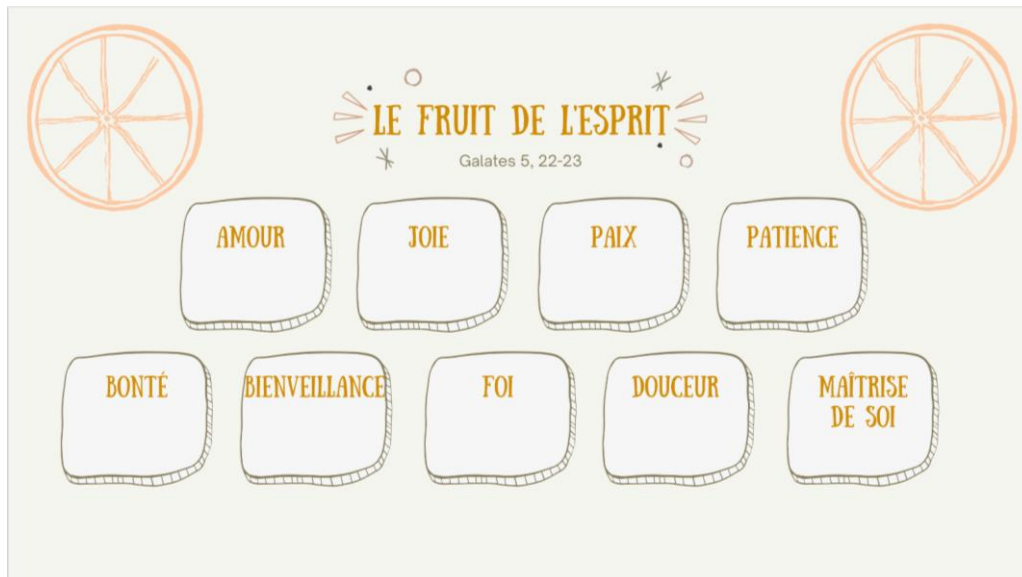 LE FRUIT DE L'ESPRIT
Galates 5, 22-23
AMOUR
JOIE
PAIX
PATIENCE
BONTÉ
BIENVEILLANCE
FOI
DOUCEUR
MAÎTRISE
DE SOI